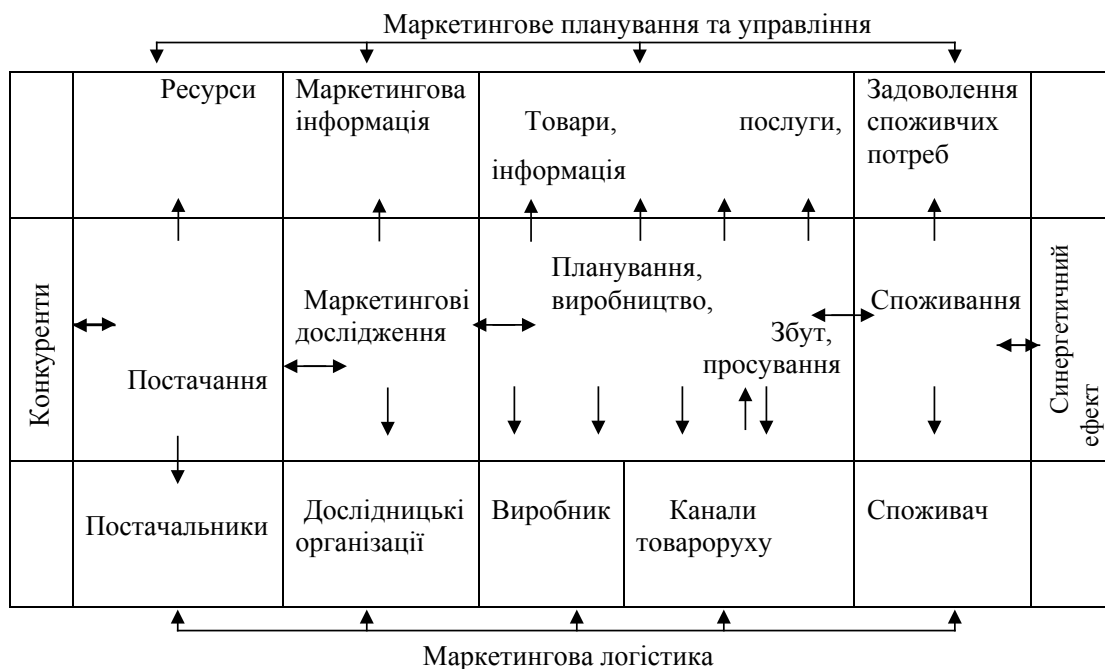 Маркетингове планування та управління
Ресурси
Маркетингова
інформація
Товари, послуги,
інформація
Задоволення
споживчих
потреб
Конкуренти
Постачання
Маркетингові
дослідження
Планування,
виробництво,
Збут,
просування
Споживання
Синергетичний
ефект
Постачальники
Дослідницькі
організації
Виробник
Канали
товароруху
Споживач
Маркетингова логістика